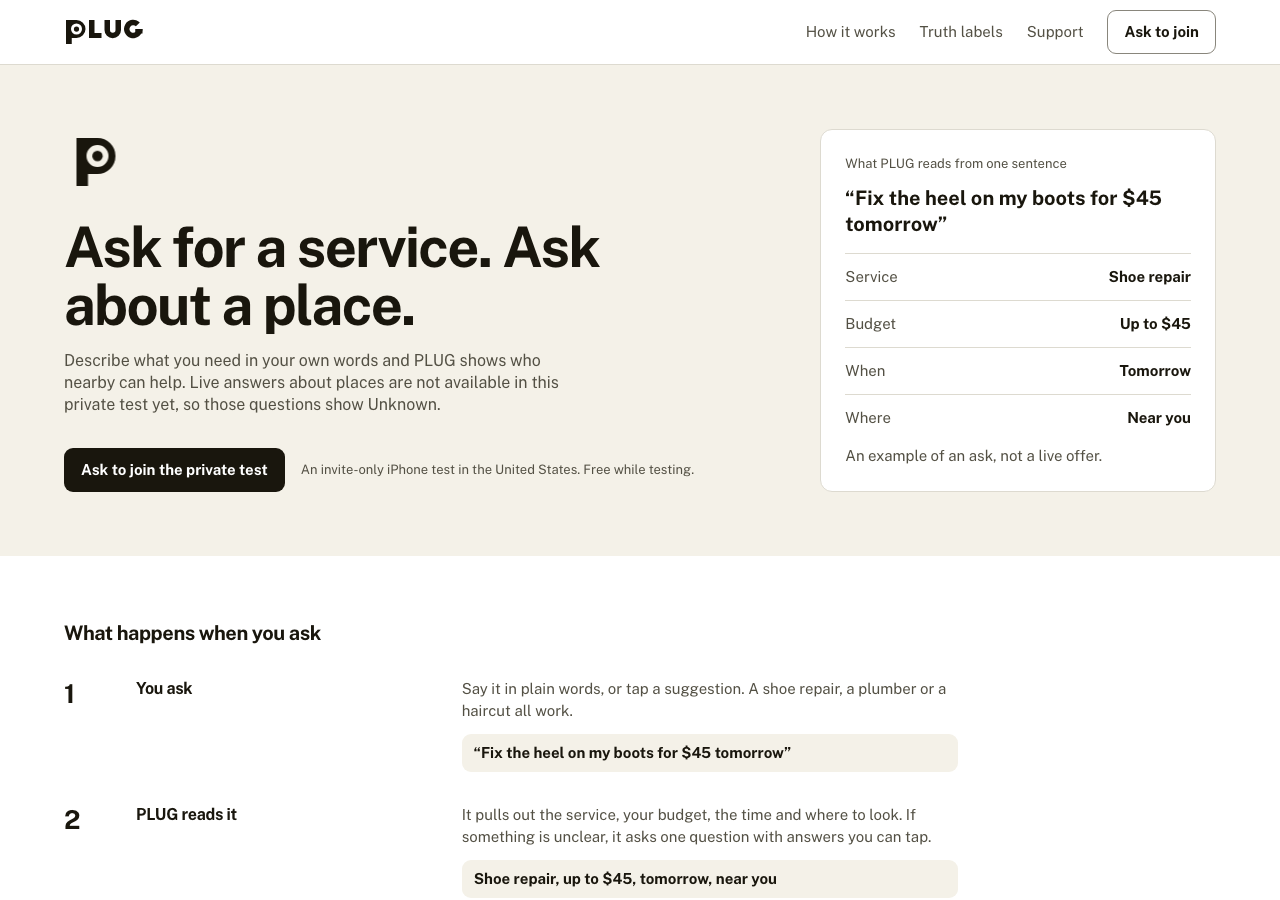 PLUG
How it works
Truth labels
Support
Ask to join
P
Ask for a service. Ask
about a place.
Describe what you need in your own words and PLUG shows who
nearby can help. Live answers about places are not available in this
private test yet, so those questions show Unknown.
Ask to join the private test
An invite-only iPhone test in the United States. Free while testing.
What PLUG reads from one sentence
“Fix the heel on my boots for $45
tomorrow”
Service Shoe repair
Budget Up to $45
When Tomorrow
Where Near you
An example of an ask, not a live offer.
What happens when you ask
1
You ask
Say it in plain words, or tap a suggestion. A shoe repair, a plumber or a
haircut all work.
“Fix the heel on my boots for $45 tomorrow”
2
PLUG reads it
It pulls out the service, your budget, the time and where to look. If
something is unclear, it asks one question with answers you can tap.
Shoe repair, up to $45, tomorrow, near you